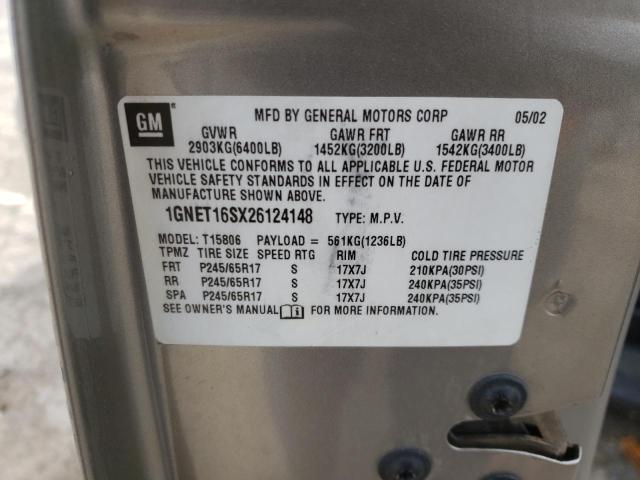 GM
MFD BY GENERAL MOTORS CORP 05/02
GVWR GAWR FRT GAWR RR
2903KG(6400LB) 1452KG(3200LB) 1542KG(3400LB)
THIS VEHICLE CONFORMS TO ALL APPLICABLE U.S. FEDERAL MOTOR
VEHICLE SAFETY STANDARDS IN EFFECT ON THE DATE OF
MANUFACTURE SHOWN ABOVE.
1GNET16SX26124148 TYPE: M.P.V.
MODEL: T15806 PAYLOAD = 561KG(1236LB)
TPMZ TIRE SIZE SPEED RTG RIM COLD TIRE PRESSURE
FRT P245/65R17 S 17X7J 210KPA(30PSI)
RR P245/65R17 S 17X7J 240KPA(35PSI)
SPA P245/65R17 S 17X7J 240KPA(35PSI)
SEE OWNER'S MANUAL FOR MORE INFORMATION.